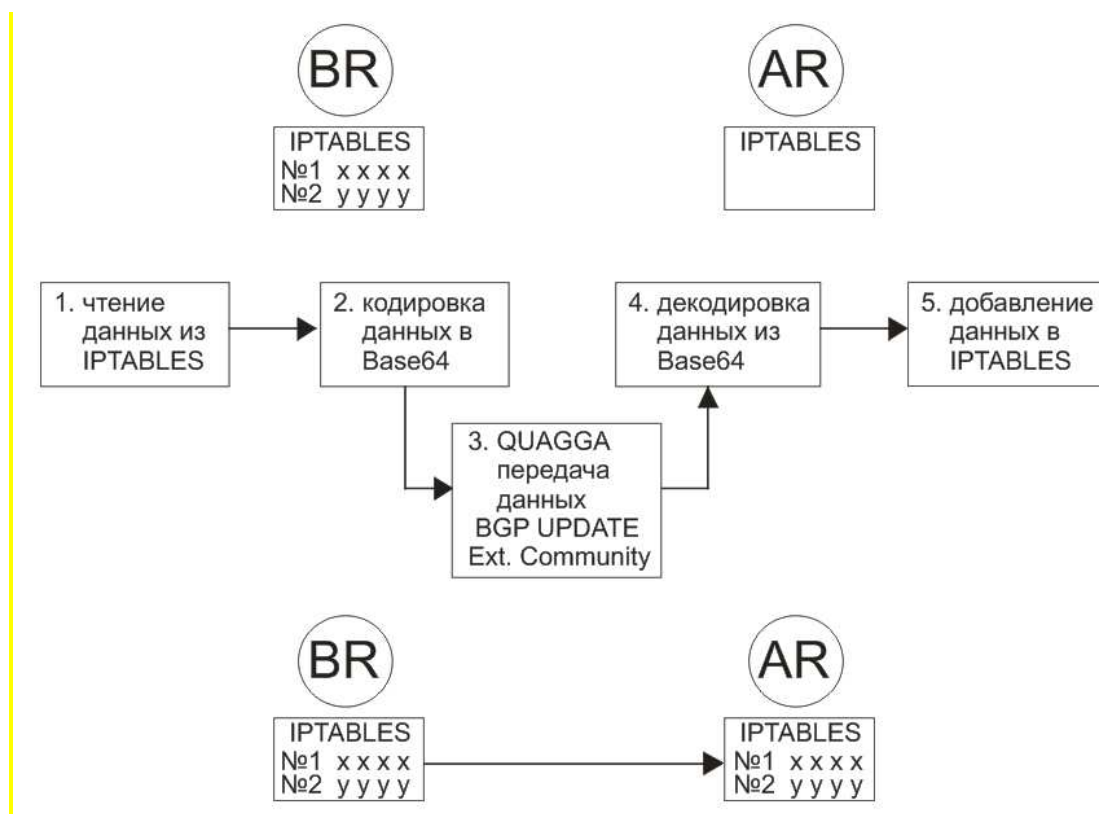 BR
AR
IPTABLES
№1 x x x x
№2 y y y y
IPTABLES
1. чтение
данных из
IPTABLES
2. кодировка
данных в
Base64
3. QUAGGA
передача
данных
BGP UPDATE
Ext. Community
4. декодировка
данных из
Base64
5. добавление
данных в
IPTABLES
BR
AR
IPTABLES
№1 x x x x
№2 y y y y
IPTABLES
№1 x x x x
№2 y y y y